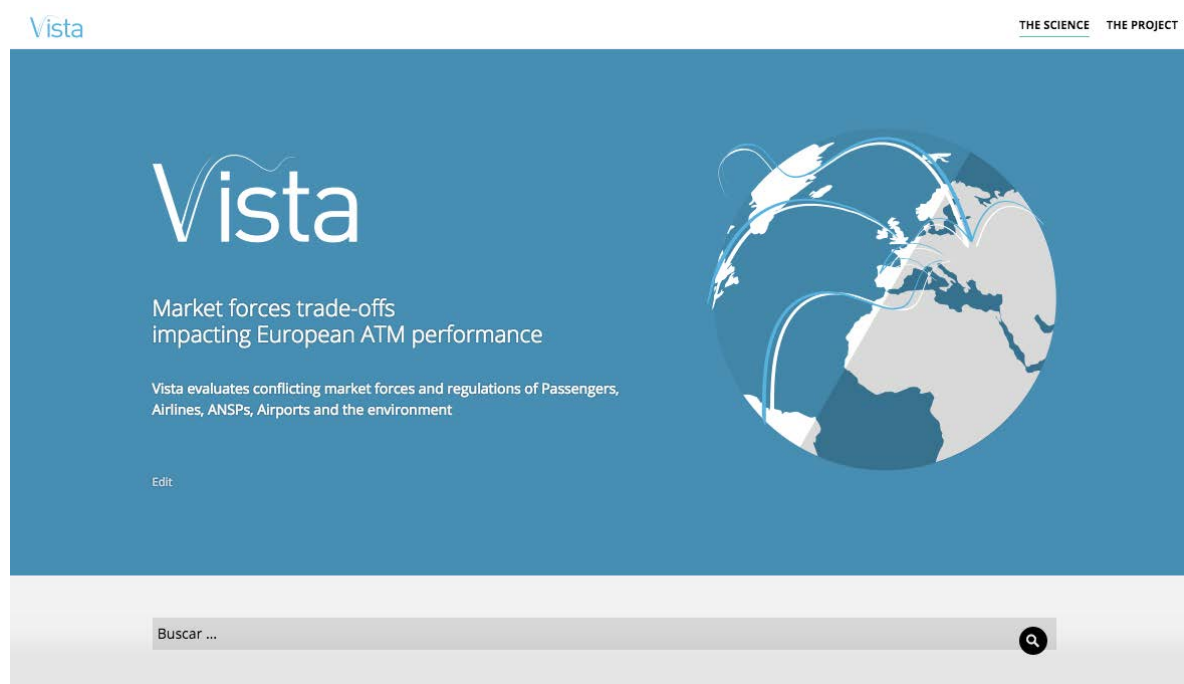 Vista
THE SCIENCE THE PROJECT
Vista
Market forces trade-offs
impacting European ATM performance
Vista evaluates conflicting market forces and regulations of Passengers,
Airlines, ANSPs, Airports and the environment
Edit
Buscar ...